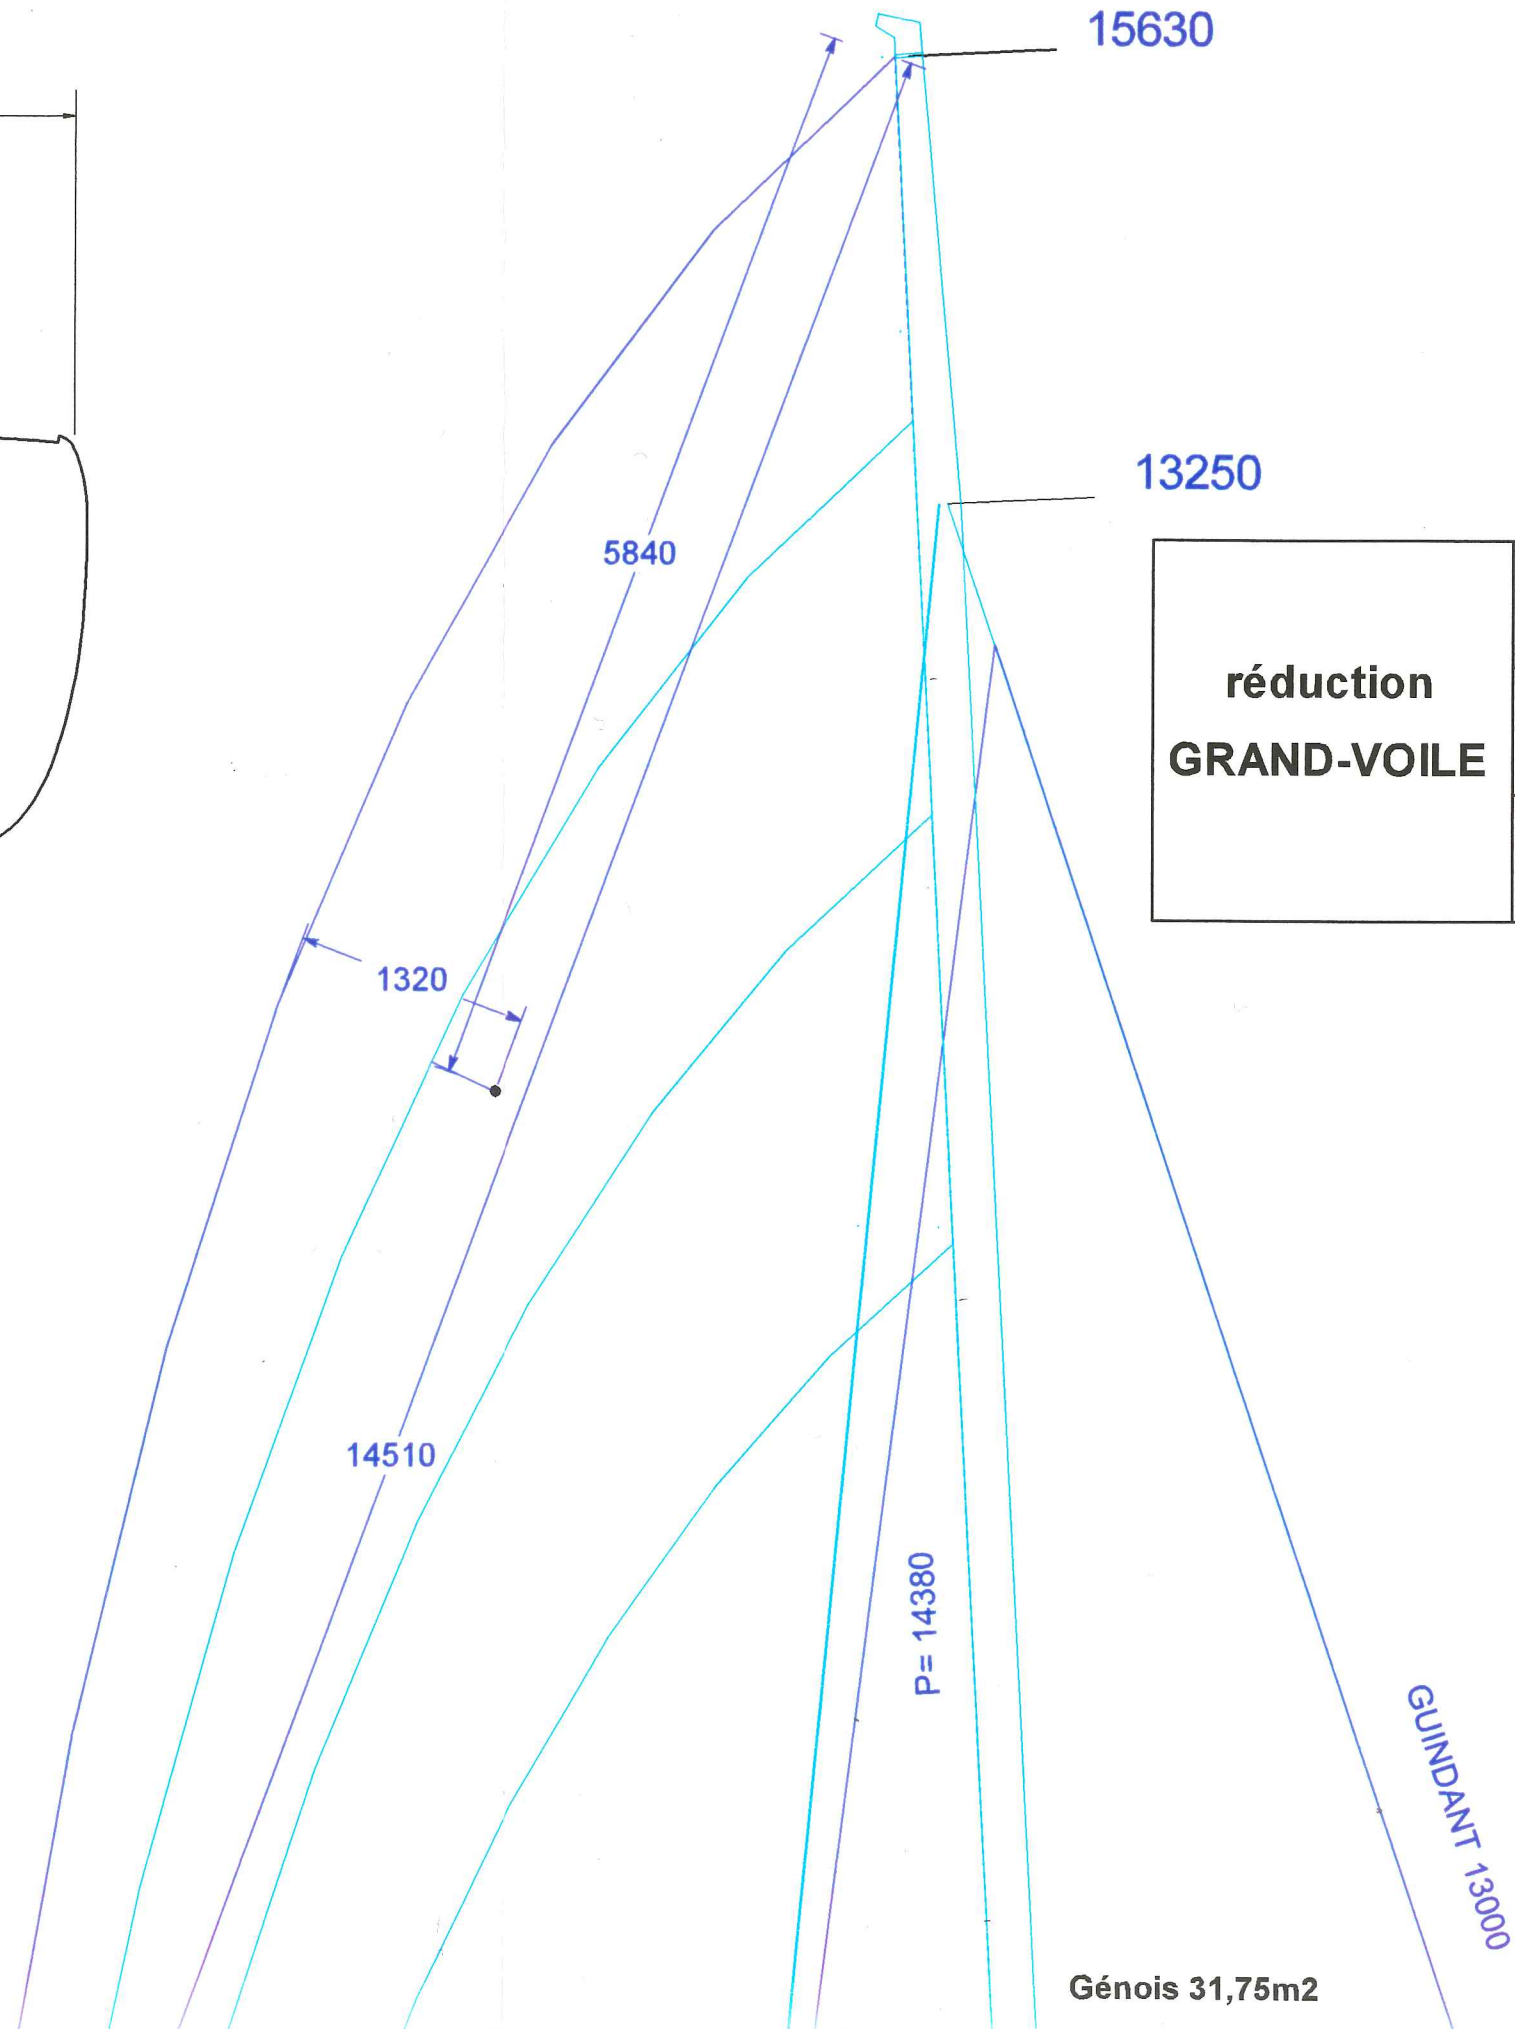 15630
13250
5840
réduction
GRAND-VOILE
1320
14510
P= 14380
GUINDANT 13000
Génois 31,75m2